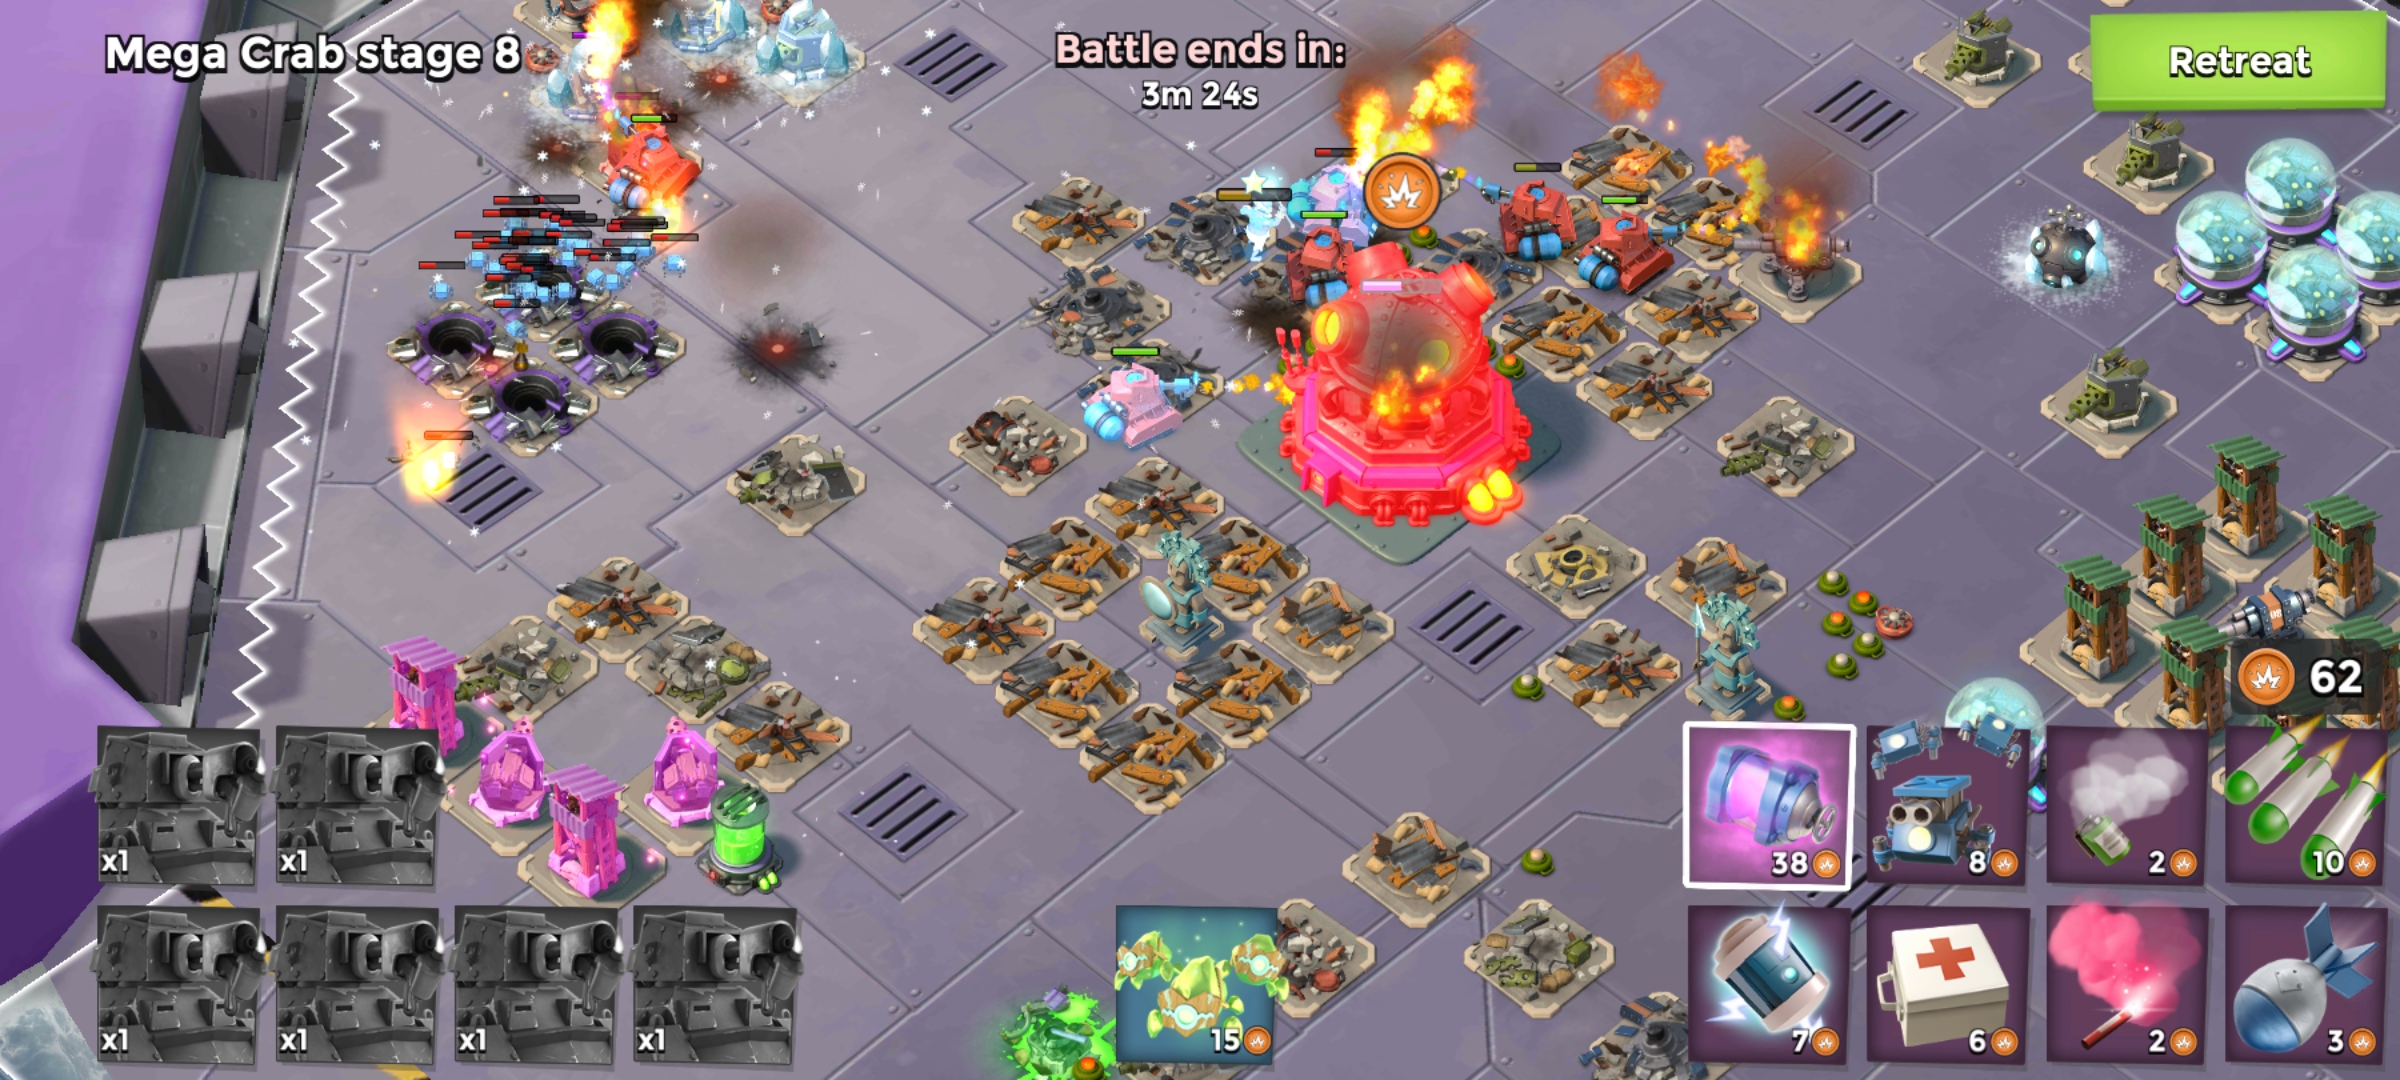 Mega Crab stage 8
Battle ends in:
3m 24s
Retreat
62
x1
x1
38
8
2
10
x1
x1
x1
x1
15
7
6
2
3